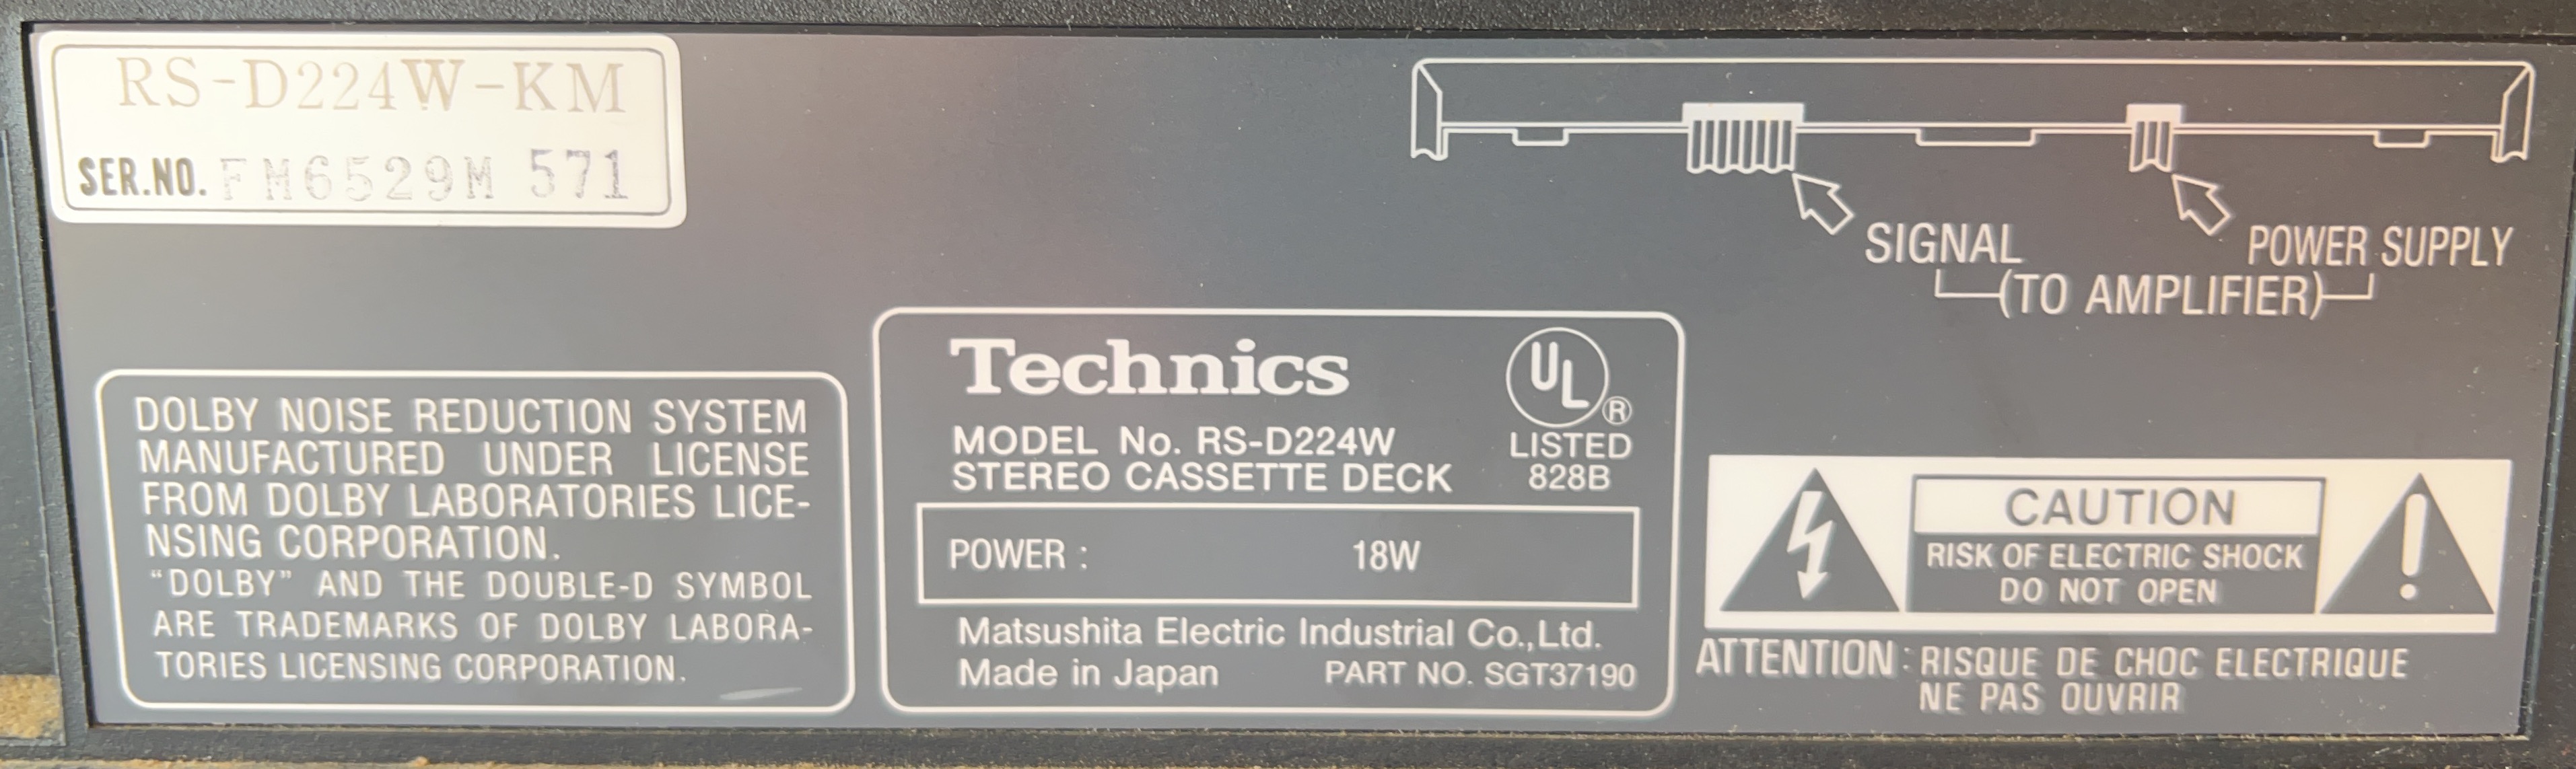 RS-D224W-KM
SER.NO. FM6529M 571
SIGNAL
POWER SUPPLY
(TO AMPLIFIER)
DOLBY NOISE REDUCTION SYSTEM
MANUFACTURED UNDER LICENSE
FROM DOLBY LABORATORIES LICE-
NSING CORPORATION.
“DOLBY” AND THE DOUBLE-D SYMBOL
ARE TRADEMARKS OF DOLBY LABORA-
TORIES LICENSING CORPORATION.
Technics
MODEL No. RS-D224W
STEREO CASSETTE DECK
UL®
LISTED
828B
POWER : 18W
Matsushita Electric Industrial Co.,Ltd.
Made in Japan PART NO. SGT37190
CAUTION
RISK OF ELECTRIC SHOCK
DO NOT OPEN
ATTENTION : RISQUE DE CHOC ELECTRIQUE
NE PAS OUVRIR